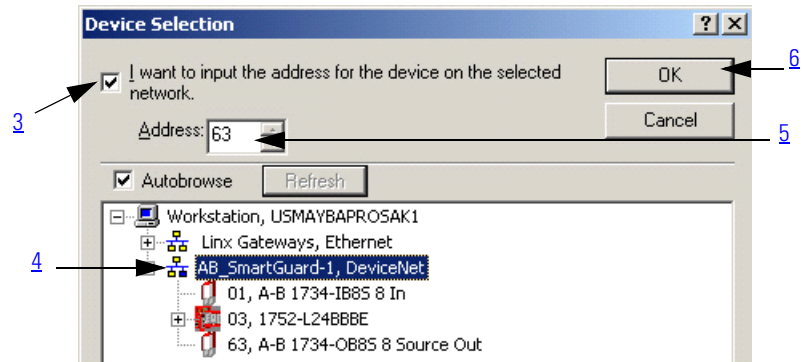 Device Selection
I want to input the address for the device on the selected
network.
OK
6
3
Address: 63
Cancel
5
Autobrowse
Refresh
Workstation, USMAYBAPROSAK1
Linx Gateways, Ethernet
4
AB_SmartGuard-1, DeviceNet
01, A-B 1734-IB8S 8 In
03, 1752-L24BBBE
63, A-B 1734-OB8S 8 Source Out